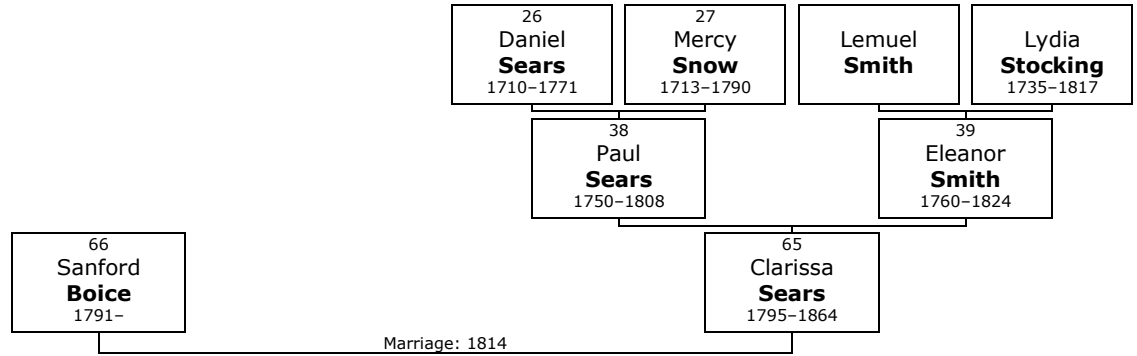 26
Daniel
Sears
1710–1771
27
Mercy
Snow
1713–1790
Lemuel
Smith
Lydia
Stocking
1735–1817
38
Paul
Sears
1750–1808
39
Eleanor
Smith
1760–1824
66
Sanford
Boice
1791–
65
Clarissa
Sears
1795–1864
Marriage: 1814